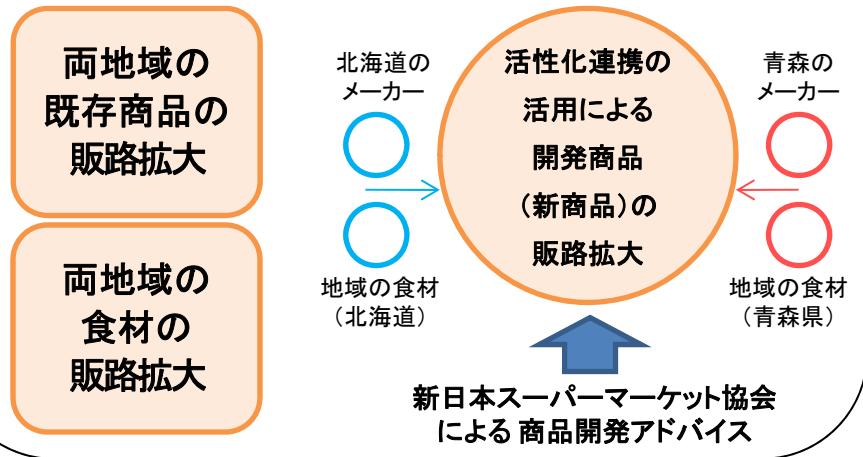 両地域の
既存商品の
販路拡大
両地域の
食材の
販路拡大
北海道の
メーカー
地域の食材
（北海道）
活性化連携の
活用による
開発商品
（新商品）の
販路拡大
青森の
メーカー
地域の食材
（青森県）
新日本スーパーマーケット協会
による 商品開発アドバイス